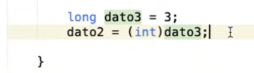 long dato3 = 3;
dato2 = (int)dato3;
}